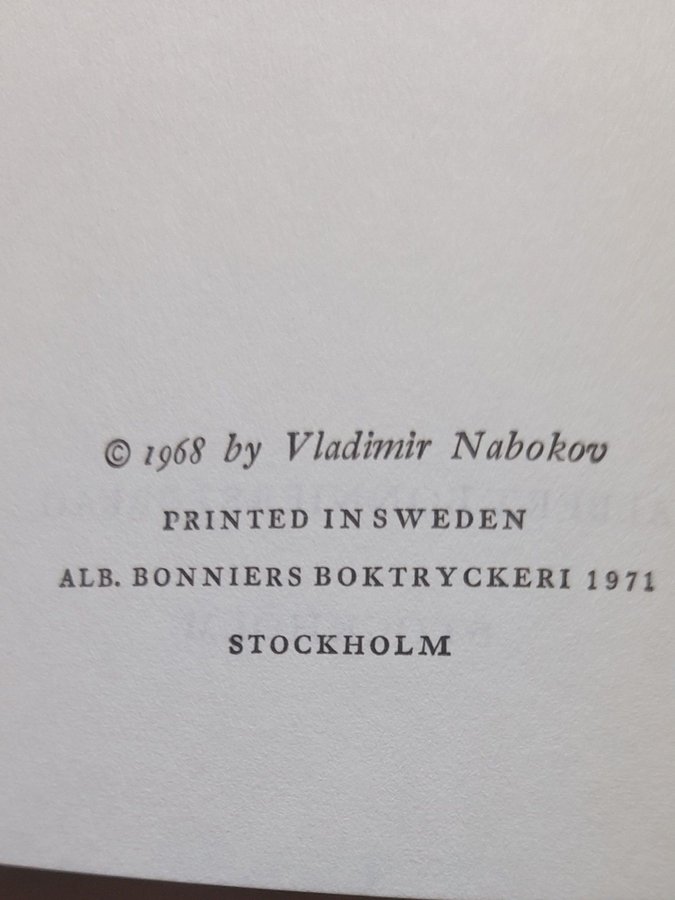 © 1968 by Vladimir Nabokov
PRINTED IN SWEDEN
ALB. BONNIERS BOKTRYCKERI 1971
STOCKHOLM